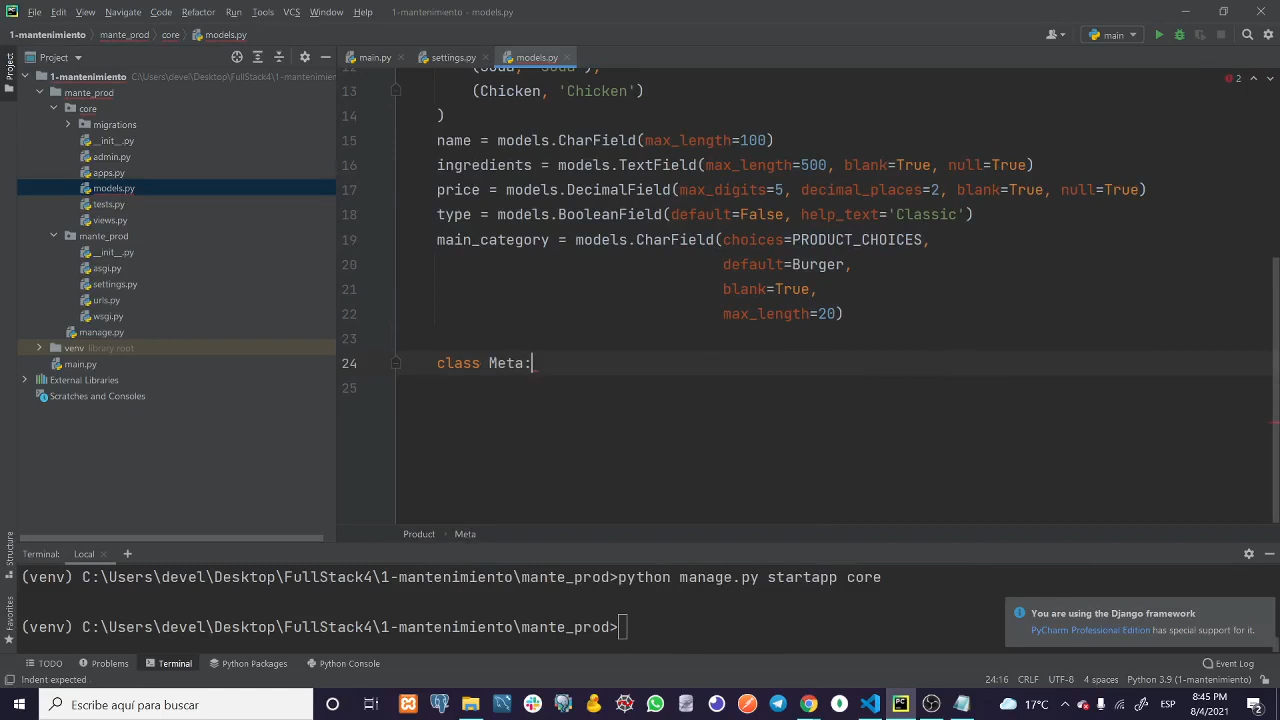 File Edit View Navigate Code Refactor Run Tools VCS Window Help 1-mantenimiento - models.py
1-mantenimiento mante_prod core models.py main
Project Project main.py settings.py models.py
1-mantenimiento C:\Users\devel\Desktop\FullStack4\1-mantenimien
mante_prod
core
migrations
__init__.py
admin.py
apps.py
models.py
tests.py
views.py
mante_prod
__init__.py
asgi.py
settings.py
urls.py
wsgi.py
manage.py
venv library root
main.py
External Libraries
Scratches and Consoles
2
13 (Chicken, 'Chicken')
14 )
15 name = models.CharField(max_length=100)
16 ingredients = models.TextField(max_length=500, blank=True, null=True)
17 price = models.DecimalField(max_digits=5, decimal_places=2, blank=True, null=True)
18 type = models.BooleanField(default=False, help_text='Classic')
19 main_category = models.CharField(choices=PRODUCT_CHOICES,
20 default=Burger,
21 blank=True,
22 max_length=20)
23
24 class Meta:
25
Product Meta
Structure
Favorites
Terminal: Local
(venv) C:\Users\devel\Desktop\FullStack4\1-mantenimiento\mante_prod>python manage.py startapp core
(venv) C:\Users\devel\Desktop\FullStack4\1-mantenimiento\mante_prod>
You are using the Django framework
PyCharm Professional Edition has special support for it.
TODO Problems Terminal Python Packages Python Console Event Log
Indent expected 24:16 CRLF UTF-8 4 spaces Python 3.9 (1-mantenimiento)
Escribe aquí para buscar
17°C ESP 8:45 PM
8/4/2021